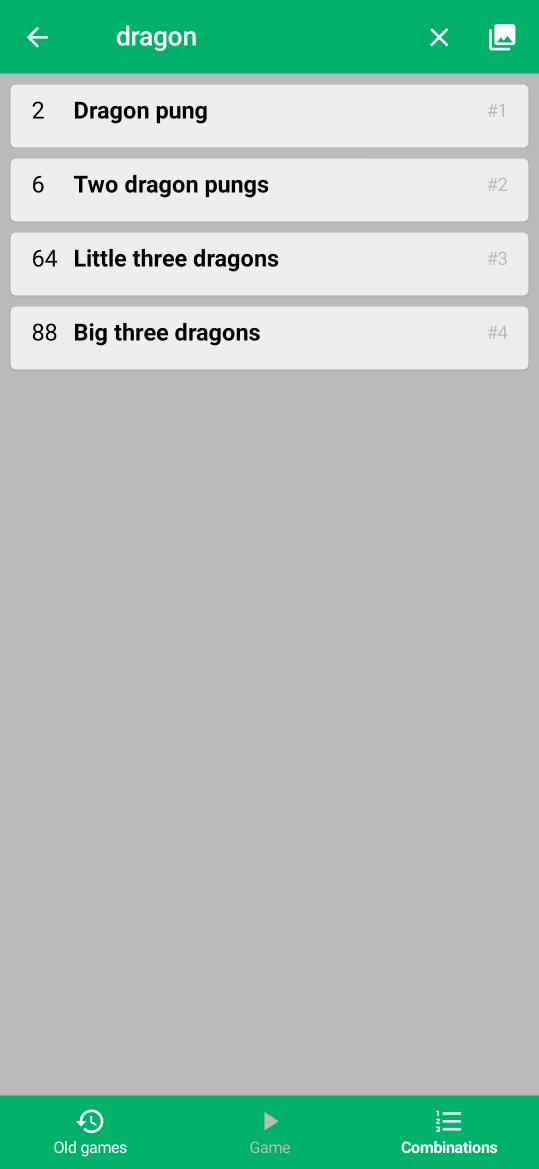 dragon
2 Dragon pung #1
6 Two dragon pungs #2
64 Little three dragons #3
88 Big three dragons #4
Old games Game Combinations